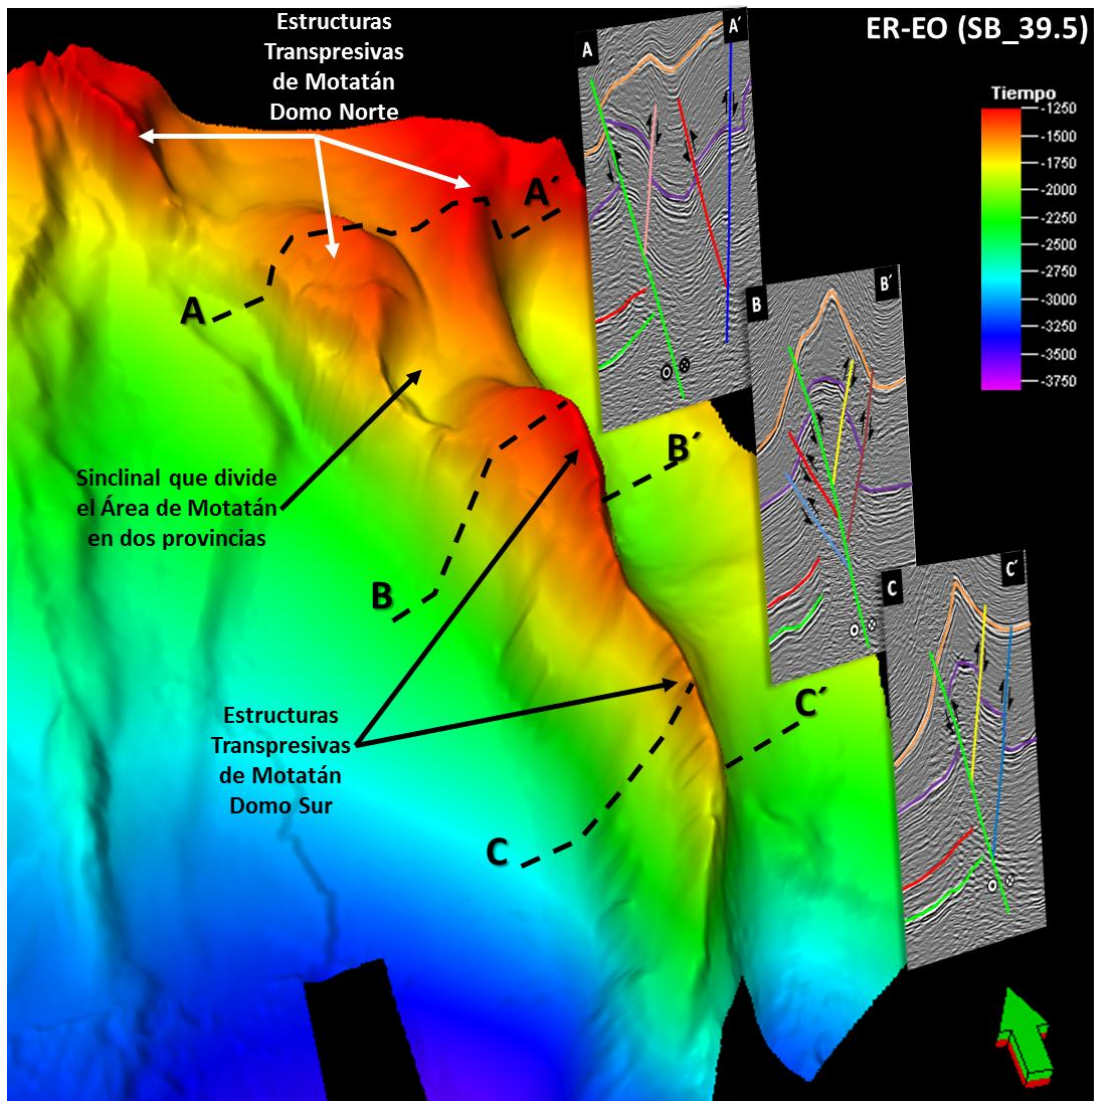 Estructuras
Transpresivas
de Motatán
Domo Norte
ER-EO (SB_39.5)
Tiempo
-1250
-1750
-2000
-2250
-2500
-2750
-3000
-3250
-3500
-3750
A
A´
A
A´
B
B´
Sinclinal que divide
el Área de Motatán
en dos provincias
B
B´
C
C´
Estructuras
Transpresivas
de Motatán
Domo Sur
C
C´